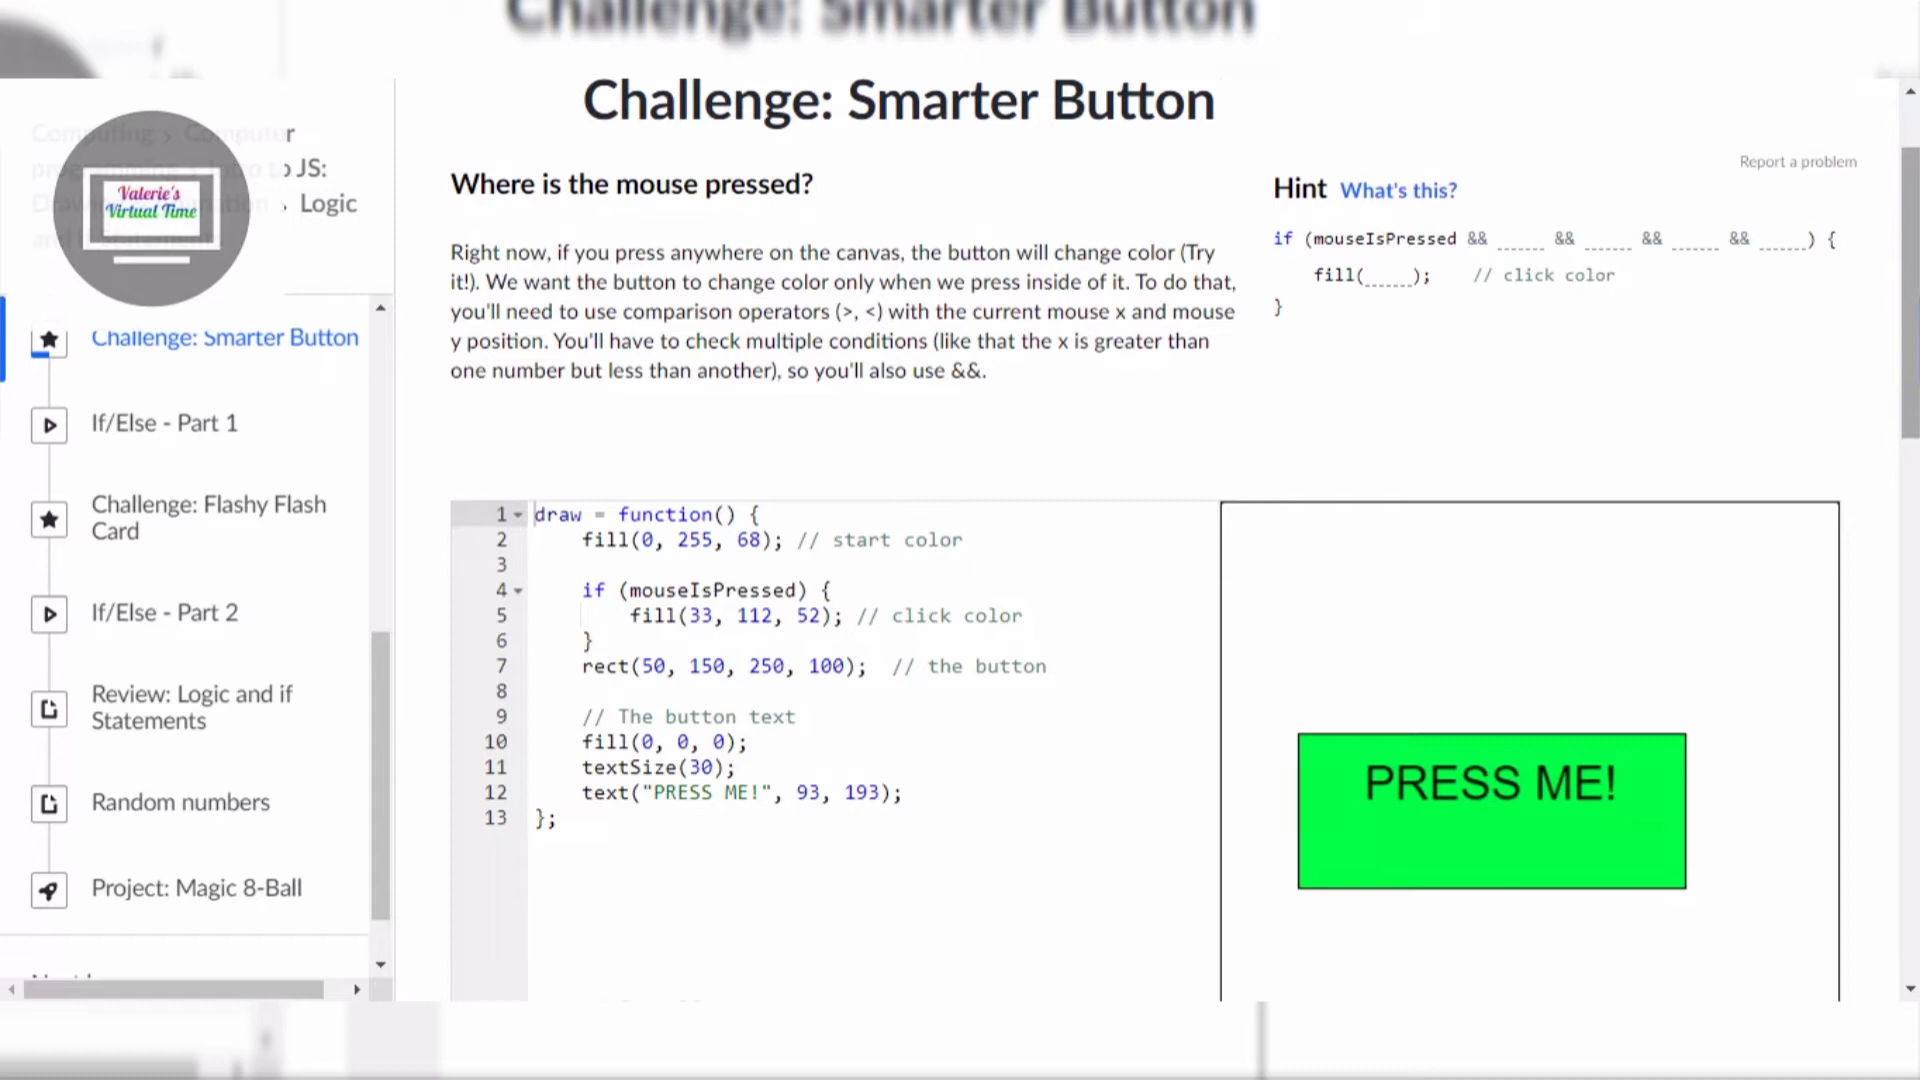 Challenge: Smarter Button
Challenge: Smarter Button
Computing > Computer
JS:
Logic
Valerie's
Virtual Time
Challenge: Smarter Button
If/Else - Part 1
Challenge: Flashy Flash
Card
If/Else - Part 2
Review: Logic and if
Statements
Random numbers
Project: Magic 8-Ball
Report a problem
Where is the mouse pressed?
Right now, if you press anywhere on the canvas, the button will change color (Try
it!). We want the button to change color only when we press inside of it. To do that,
you'll need to use comparison operators (>, <) with the current mouse x and mouse
y position. You'll have to check multiple conditions (like that the x is greater than
one number but less than another), so you'll also use &&.
Hint What's this?
if (mouseIsPressed && ______ && ______ && ______ && ______) {
fill(______); // click color
}
1 draw = function() {
2 fill(0, 255, 68); // start color
3
4 if (mouseIsPressed) {
5 fill(33, 112, 52); // click color
6 }
7 rect(50, 150, 250, 100); // the button
8
9 // The button text
10 fill(0, 0, 0);
11 textSize(30);
12 text("PRESS ME!", 93, 193);
13 };
PRESS ME!